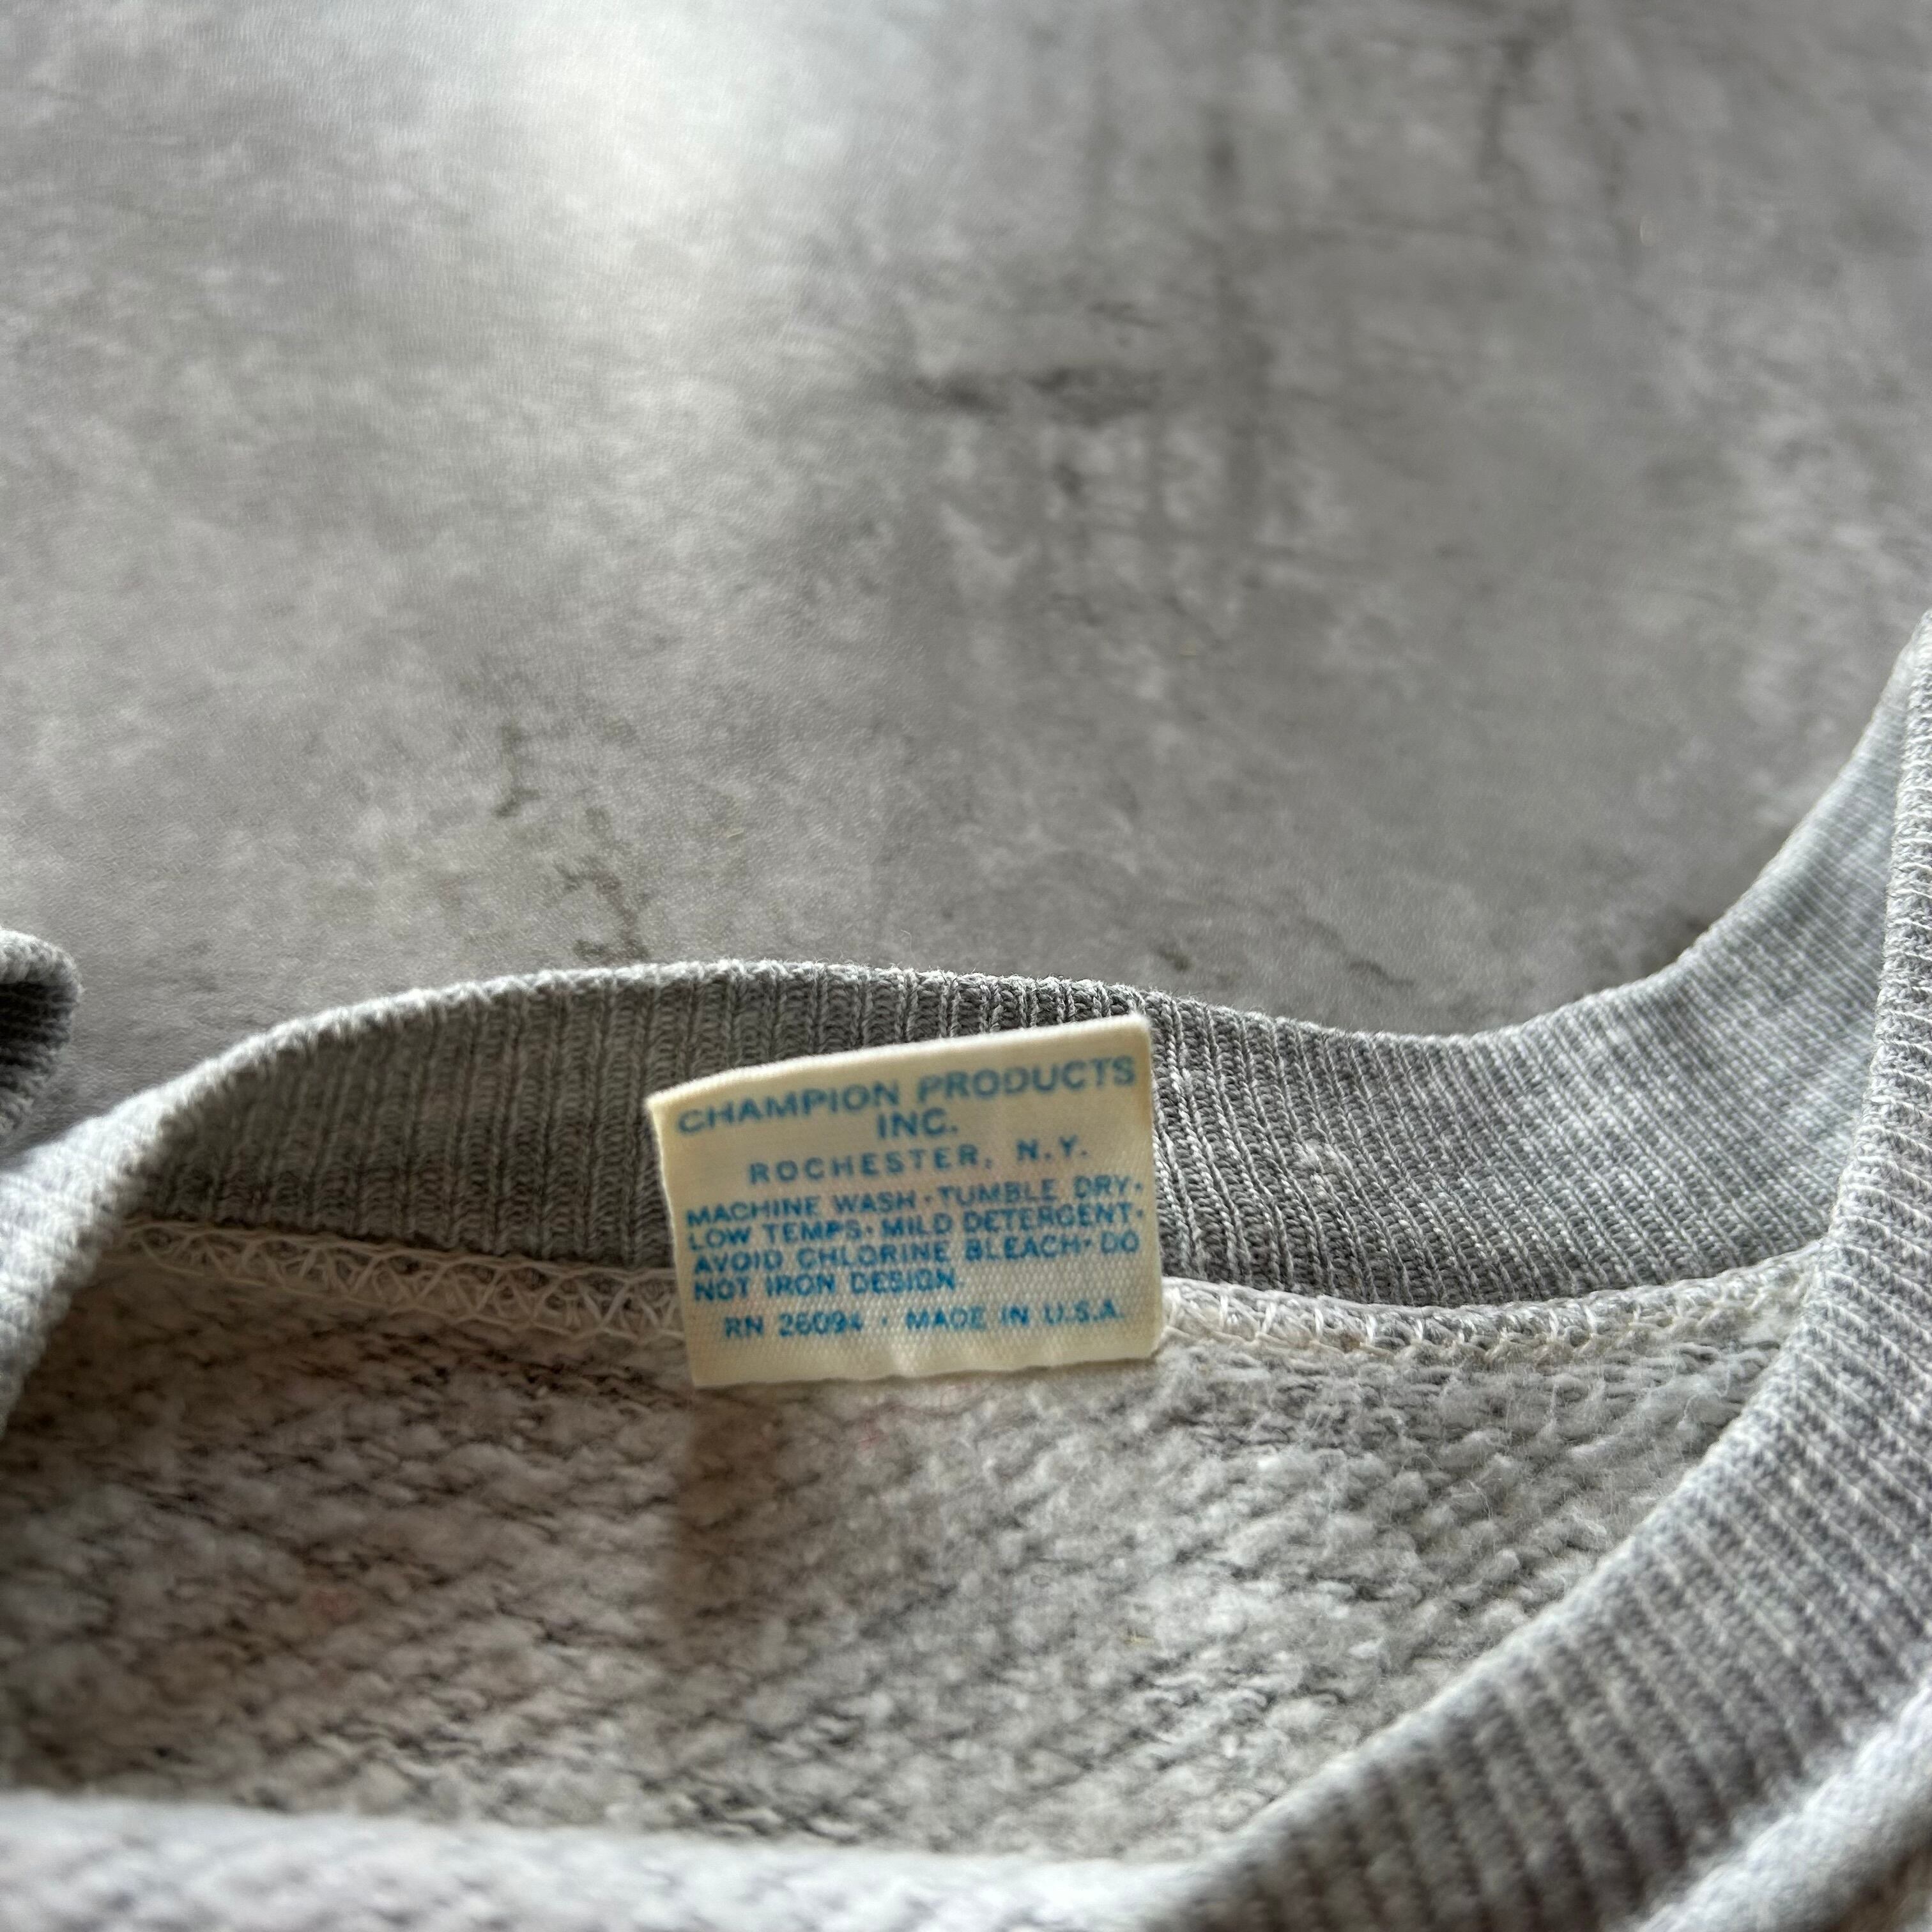 CHAMPION PRODUCTS
INC.
ROCHESTER, N.Y.
MACHINE WASH • TUMBLE DRY •
LOW TEMPS • MILD DETERGENT •
AVOID CHLORINE BLEACH • DO
NOT IRON DESIGN
RN 26094 • MADE IN U.S.A.